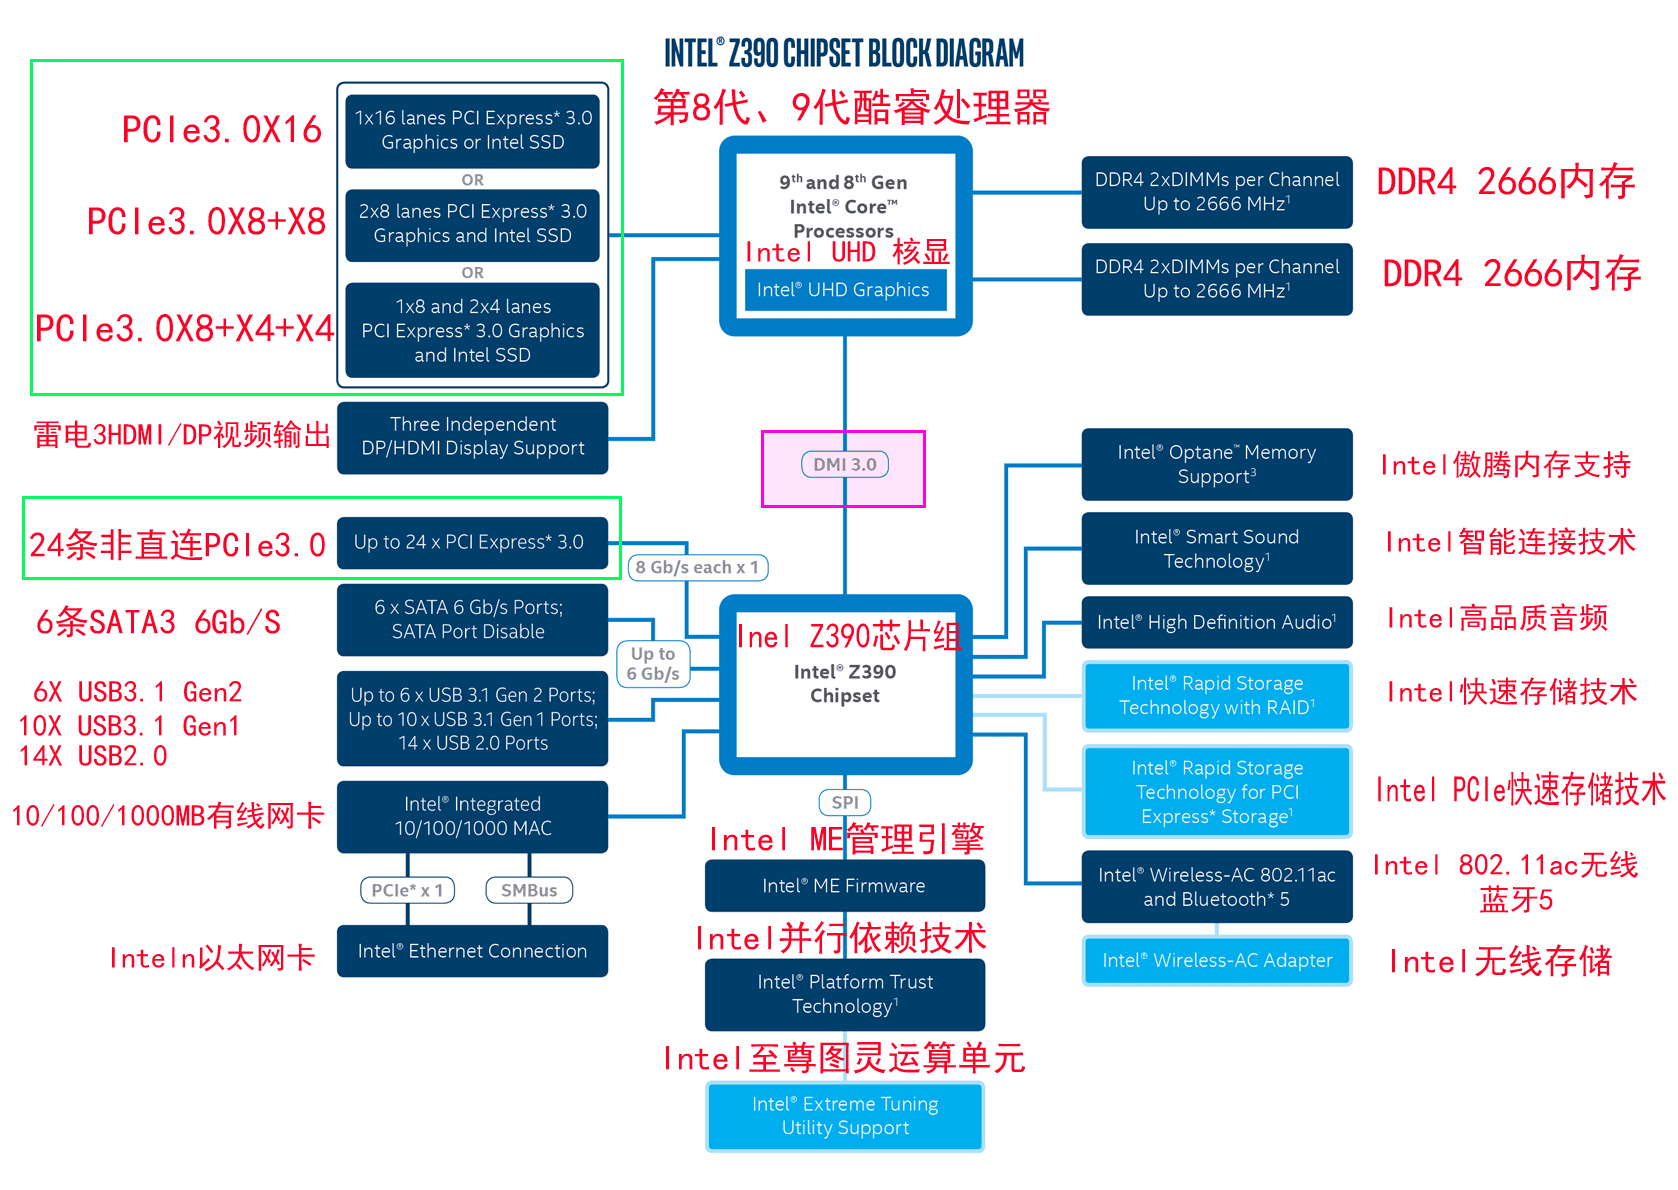 INTEL® Z390 CHIPSET BLOCK DIAGRAM
第8代、9代酷睿处理器
PCIe3.0X16
1x16 lanes PCI Express* 3.0
Graphics or Intel SSD
OR
PCIe3.0X8+X8
2x8 lanes PCI Express* 3.0
Graphics and Intel SSD
OR
PCIe3.0X8+X4+X4
1x8 and 2x4 lanes
PCI Express* 3.0 Graphics
and Intel SSD
9th and 8th Gen
Intel® Core™
Processors
Intel UHD 核显
Intel® UHD Graphics
DDR4 2xDIMMs per Channel
Up to 2666 MHz1
DDR4 2666内存
DDR4 2xDIMMs per Channel
Up to 2666 MHz1
DDR4 2666内存
雷电3HDMI/DP视频输出
Three Independent
DP/HDMI Display Support
DMI 3.0
24条非直连PCIe3.0
Up to 24 x PCI Express* 3.0
8 Gb/s each x 1
6条SATA3 6Gb/S
6 x SATA 6 Gb/s Ports;
SATA Port Disable
Up to
6 Gb/s
6X USB3.1 Gen2
10X USB3.1 Gen1
14X USB2.0
Up to 6 x USB 3.1 Gen 2 Ports;
Up to 10 x USB 3.1 Gen 1 Ports;
14 x USB 2.0 Ports
10/100/1000MB有线网卡
Intel® Integrated
10/100/1000 MAC
PCIe* x 1
SMBus
Inteln以太网卡
Intel® Ethernet Connection
Inel Z390芯片组
Intel® Z390
Chipset
SPI
Intel ME管理引擎
Intel® ME Firmware
Intel并行依赖技术
Intel® Platform Trust
Technology1
Intel至尊图灵运算单元
Intel® Extreme Tuning
Utility Support
Intel® Optane™ Memory
Support3
Intel傲腾内存支持
Intel® Smart Sound
Technology1
Intel智能连接技术
Intel® High Definition Audio1
Intel高品质音频
Intel® Rapid Storage
Technology with RAID1
Intel快速存储技术
Intel® Rapid Storage
Technology for PCI
Express* Storage1
Intel PCIe快速存储技术
Intel® Wireless-AC 802.11ac
and Bluetooth* 5
Intel 802.11ac无线
蓝牙5
Intel® Wireless-AC Adapter
Intel无线存储